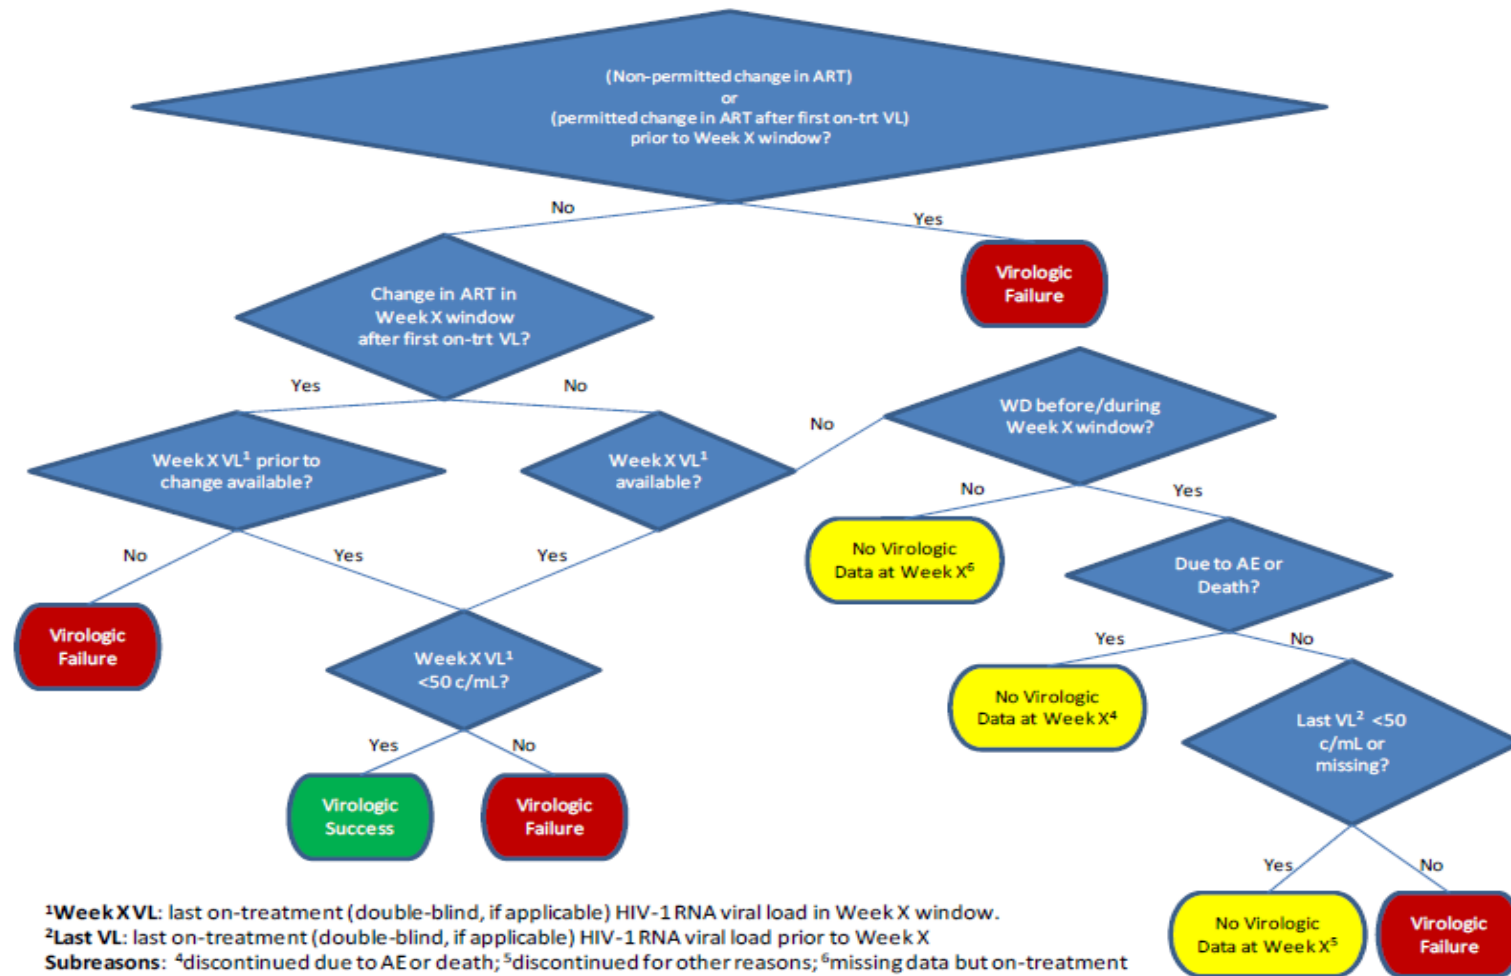 (Non-permitted change in ART)
or
(permitted change in ART after first on-trt VL)
prior to Week X window?
No
Yes
Virologic
Failure
Change in ART in
Week X window
after first on-trt VL?
Yes
No
WD before/during
Week X window?
No
Week X VL¹ prior to
change available?
Week X VL¹
available?
No
Yes
No
Yes
Yes
No Virologic
Data at Week X⁶
Due to AE or
Death?
Virologic
Failure
Week X VL¹
<50 c/mL?
Yes
No
No Virologic
Data at Week X⁴
Last VL² <50
c/mL or
missing?
Yes
No
Virologic
Success
Virologic
Failure
Yes
No
No Virologic
Data at Week X⁵
Virologic
Failure
¹Week X VL: last on-treatment (double-blind, if applicable) HIV-1 RNA viral load in Week X window.
²Last VL: last on-treatment (double-blind, if applicable) HIV-1 RNA viral load prior to Week X
Subreasons: ⁴discontinued due to AE or death; ⁵discontinued for other reasons; ⁶missing data but on-treatment